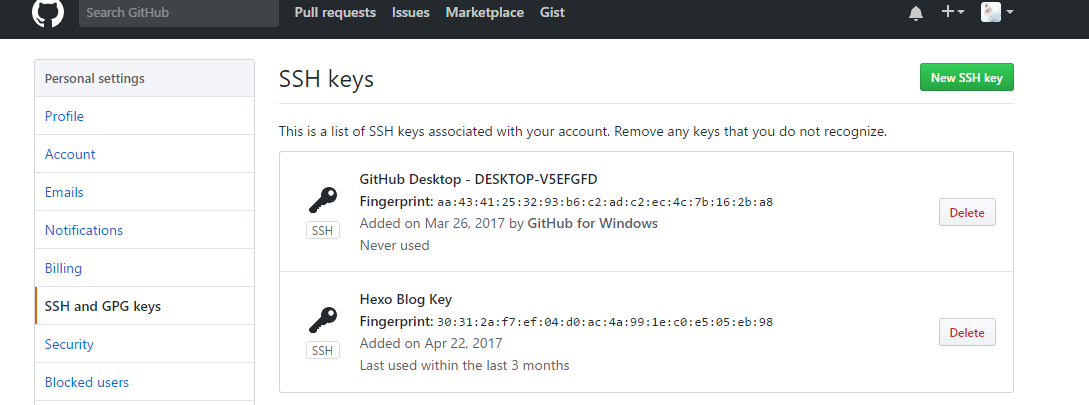 Search GitHub Pull requests Issues Marketplace Gist
Personal settings
Profile
Account
Emails
Notifications
Billing
SSH and GPG keys
Security
Blocked users
SSH keys
New SSH key
This is a list of SSH keys associated with your account. Remove any keys that you do not recognize.
SSH
GitHub Desktop - DESKTOP-V5EFGFD
Fingerprint: aa:43:41:25:32:93:b6:c2:ad:c2:ec:4c:7b:16:2b:a8
Added on Mar 26, 2017 by GitHub for Windows
Never used
Delete
SSH
Hexo Blog Key
Fingerprint: 30:31:2a:f7:ef:04:d0:ac:4a:99:1e:c0:e5:05:eb:98
Added on Apr 22, 2017
Last used within the last 3 months
Delete